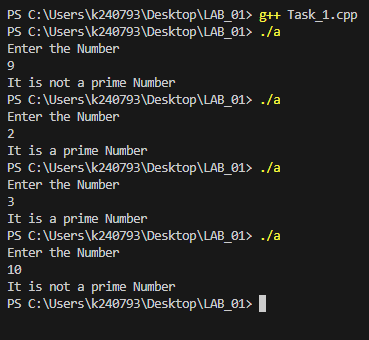 PS C:\Users\k240793\Desktop\LAB_01> g++ Task_1.cpp
PS C:\Users\k240793\Desktop\LAB_01> ./a
Enter the Number
9
It is not a prime Number
PS C:\Users\k240793\Desktop\LAB_01> ./a
Enter the Number
2
It is a prime Number
PS C:\Users\k240793\Desktop\LAB_01> ./a
Enter the Number
3
It is a prime Number
PS C:\Users\k240793\Desktop\LAB_01> ./a
Enter the Number
10
It is not a prime Number
PS C:\Users\k240793\Desktop\LAB_01>